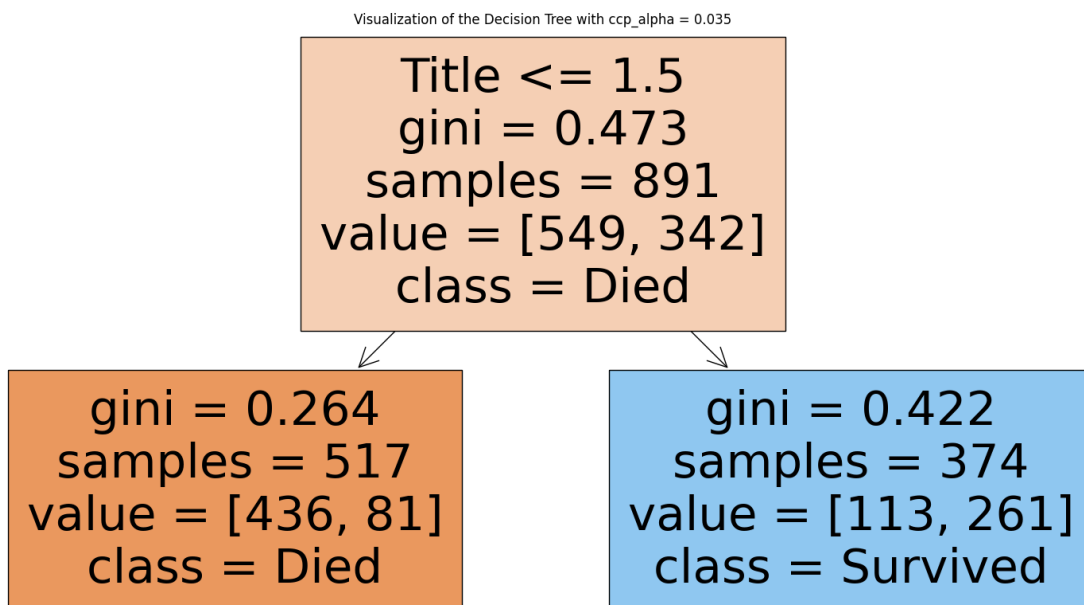 Visualization of the Decision Tree with ccp_alpha = 0.035
Title <= 1.5
gini = 0.473
samples = 891
value = [549, 342]
class = Died
gini = 0.264
samples = 517
value = [436, 81]
class = Died
gini = 0.422
samples = 374
value = [113, 261]
class = Survived